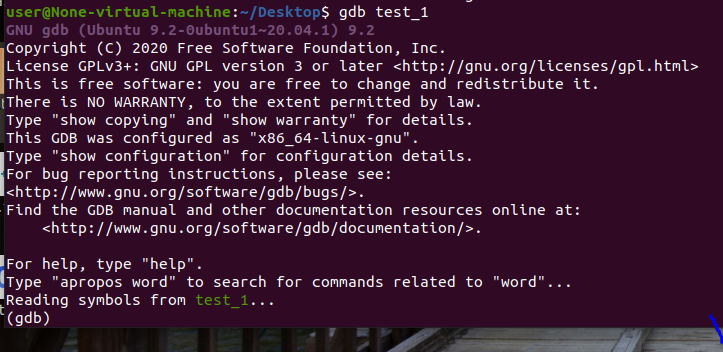 user@None-virtual-machine:~/Desktop$ gdb test_1
GNU gdb (Ubuntu 9.2-0ubuntu1~20.04.1) 9.2
Copyright (C) 2020 Free Software Foundation, Inc.
License GPLv3+: GNU GPL version 3 or later <http://gnu.org/licenses/gpl.html>
This is free software: you are free to change and redistribute it.
There is NO WARRANTY, to the extent permitted by law.
Type "show copying" and "show warranty" for details.
This GDB was configured as "x86_64-linux-gnu".
Type "show configuration" for configuration details.
For bug reporting instructions, please see:
<http://www.gnu.org/software/gdb/bugs/>.
Find the GDB manual and other documentation resources online at:
    <http://www.gnu.org/software/gdb/documentation/>.

For help, type "help".
Type "apropos word" to search for commands related to "word"...
Reading symbols from test_1...
(gdb)